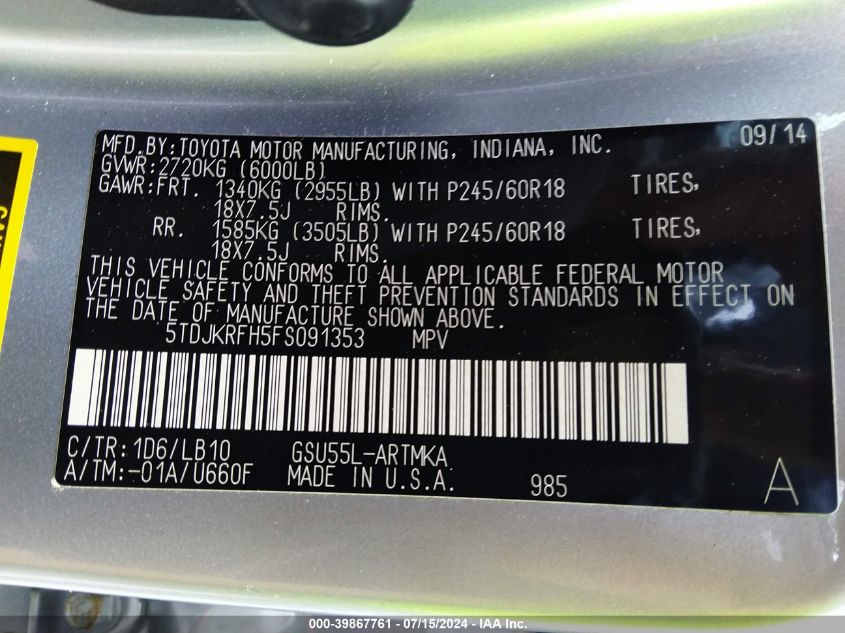 MFD.BY:TOYOTA MOTOR MANUFACTURING, INDIANA, INC. 09/14
GVWR:2720KG (6000LB)
GAWR:FRT. 1340KG (2955LB) WITH P245/60R18 TIRES,
18X7.5J RIMS.
RR. 1585KG (3505LB) WITH P245/60R18 TIRES,
18X7.5J RIMS.
THIS VEHICLE CONFORMS TO ALL APPLICABLE FEDERAL MOTOR
VEHICLE SAFETY AND THEFT PREVENTION STANDARDS IN EFFECT ON
THE DATE OF MANUFACTURE SHOWN ABOVE.
5TDJKRFH5FS091353 MPV
C/TR:1D6/LB10 GSU55L-ARTMKA
A/TM:-01A/U660F MADE IN U.S.A. 985 A
000-39867761 - 07/15/2024 - IAA Inc.